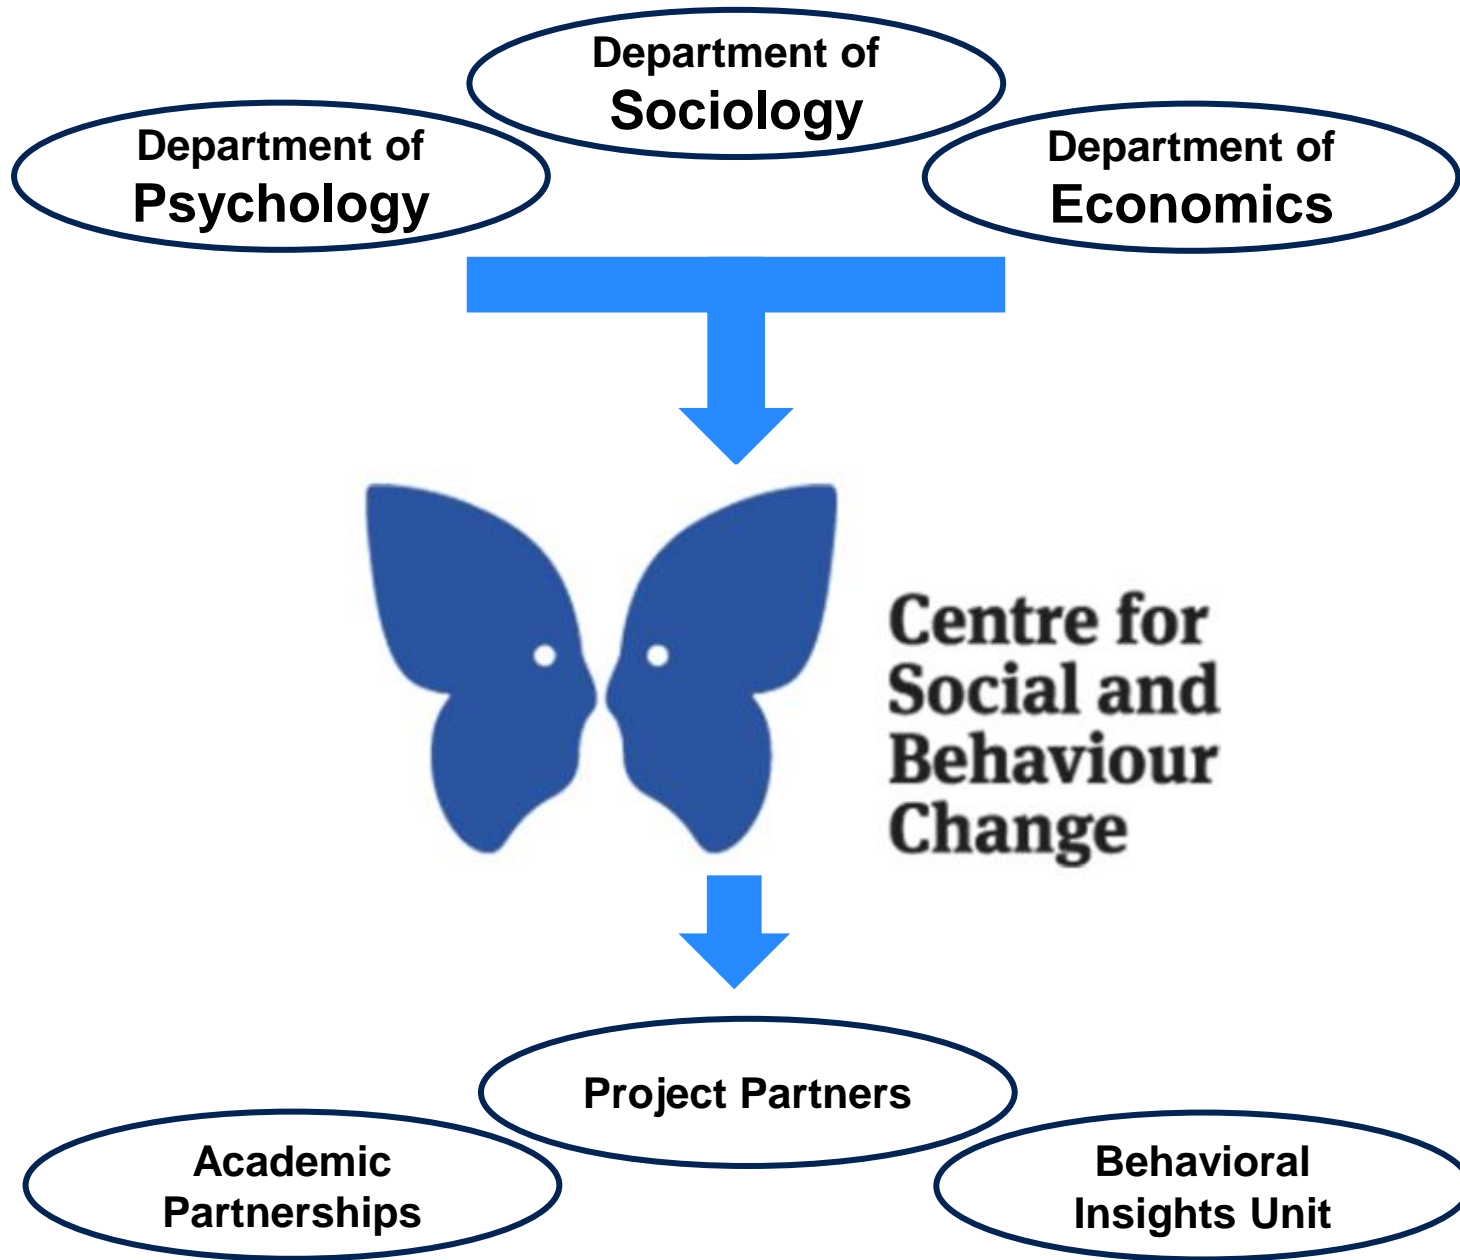 Department of
Sociology
Department of
Psychology
Department of
Economics
Centre for
Social and
Behaviour
Change
Project Partners
Academic
Partnerships
Behavioral
Insights Unit